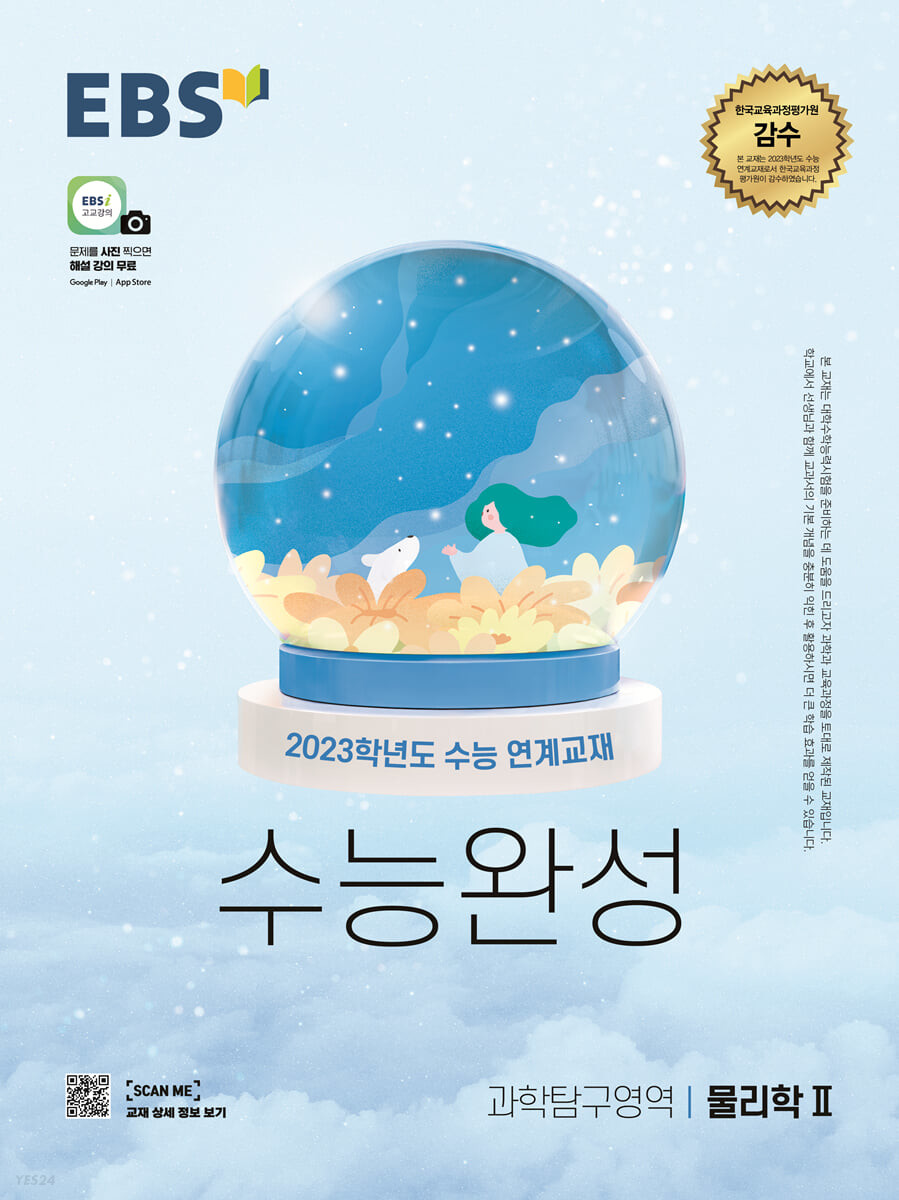 EBS
한국교육과정평가원
감수
본 교재는 2023학년도 수능
연계교재로서 한국교육과정
평가원이 감수하였습니다.
EBSi
고교강의
문제를 사진 찍으면
해설 강의 무료
Google Play | App Store
본 교재는 대학수학능력시험을 준비하는 데 도움을 드리고자 과학과 교육과정을 토대로 제작된 교재입니다.
학교에서 선생님과 함께 교과서의 기본 개념을 충분히 익힌 후 활용하시면 더 큰 학습 효과를 얻을 수 있습니다.
2023학년도 수능 연계교재
수능완성
SCAN ME
교재 상세 정보 보기
과학탐구영역 | 물리학 II
YES24